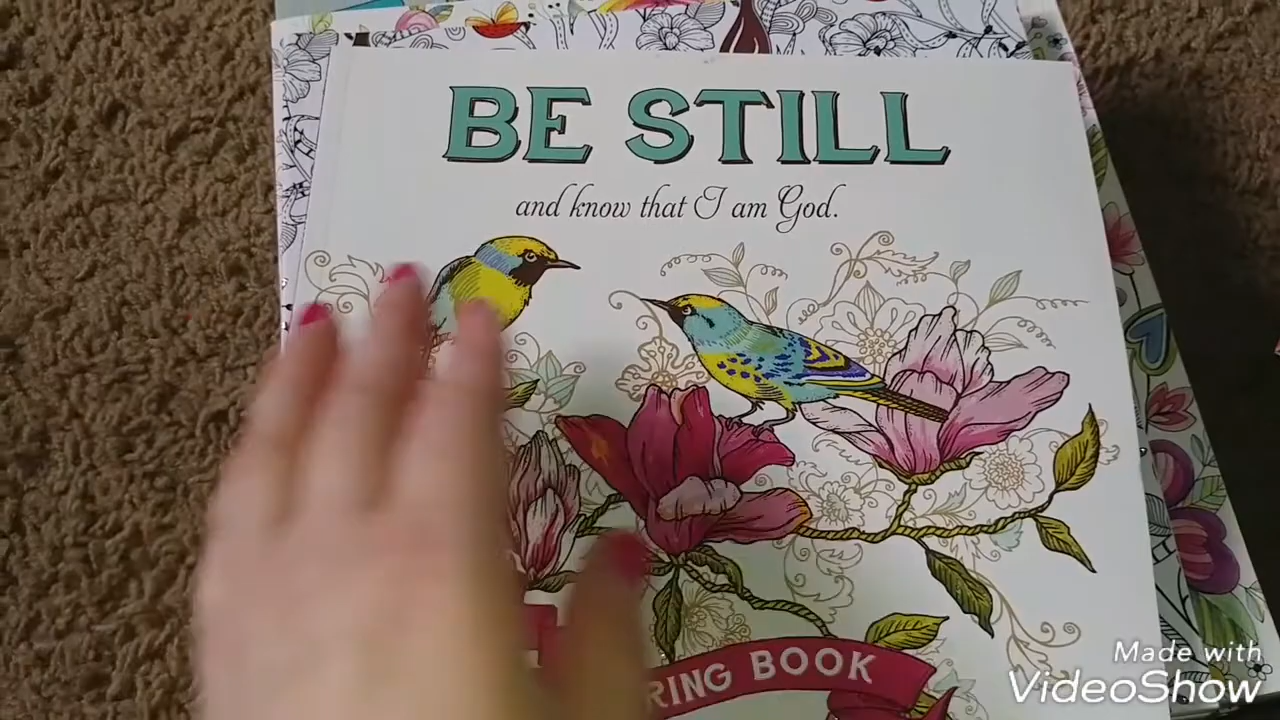 BE STILL
and know that I am God.
RING BOOK
Made with
VideoShow